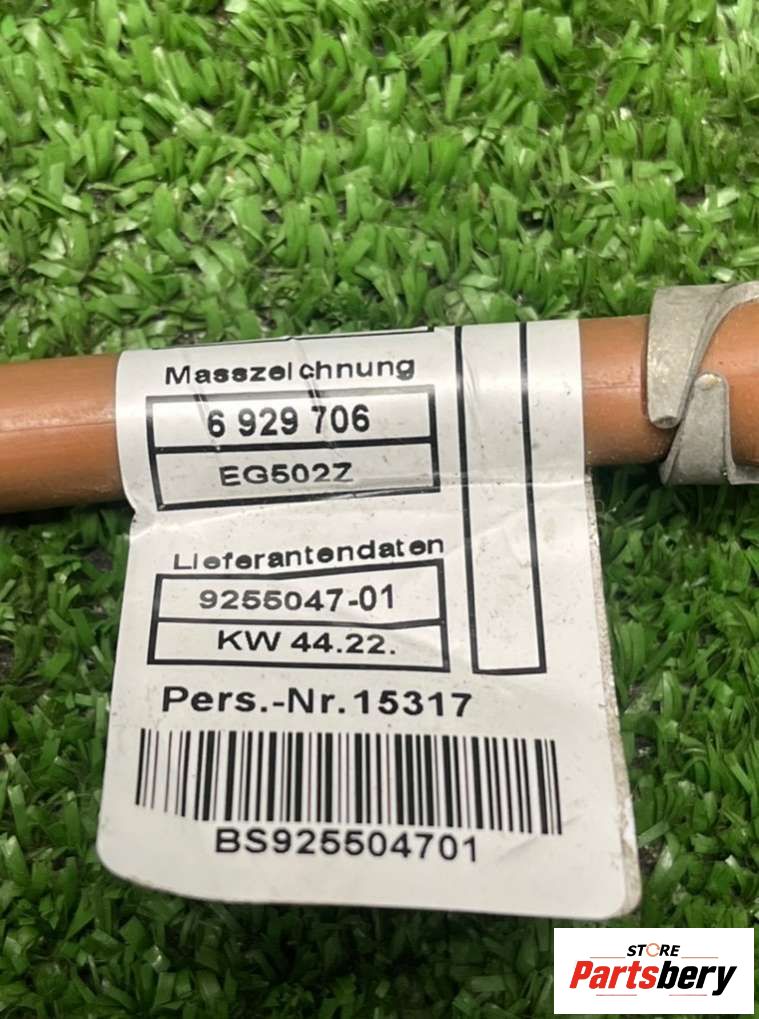 Masszeichnung
6 929 706
EG502Z
Lieferantendaten
9255047-01
KW 44.22.
Pers.-Nr.15317
BS925504701
STORE
Partsbery